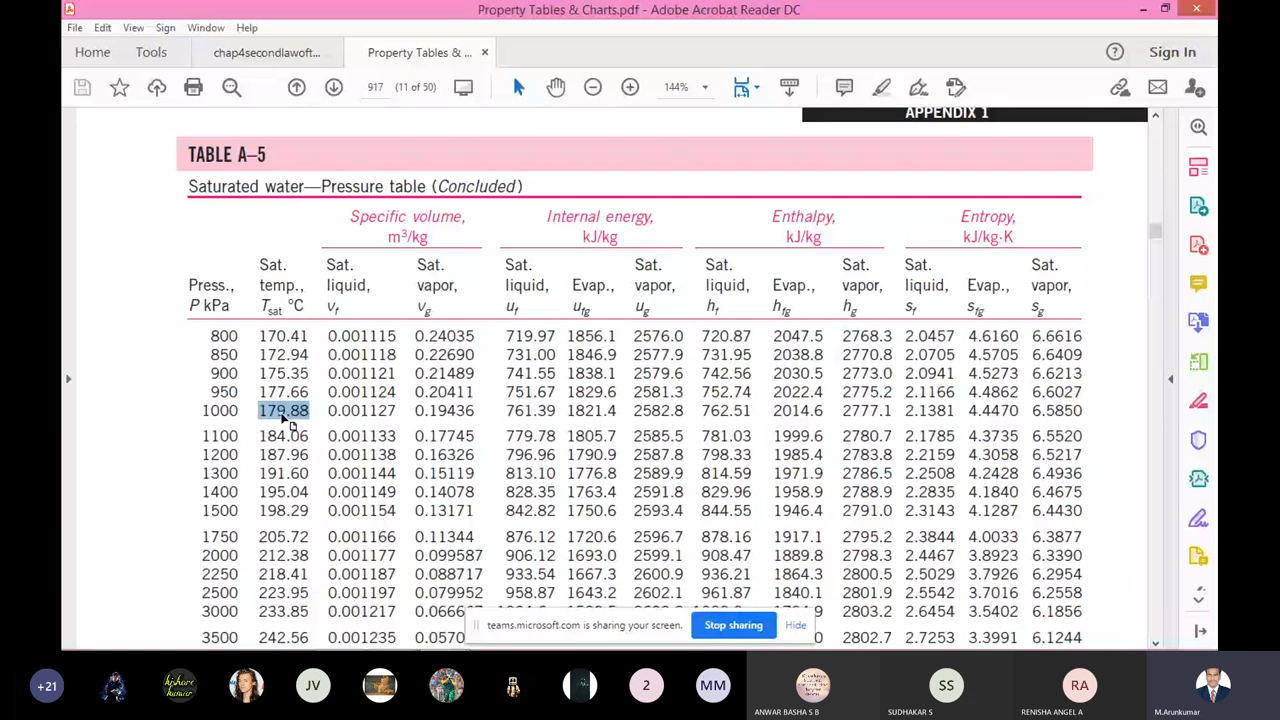 Property Tables & Charts.pdf - Adobe Acrobat Reader DC
File Edit View Sign Window Help
Home Tools chap4secondlawoft... Property Tables & ... × Sign In
917 (11 of 50) 144%
APPENDIX 1
TABLE A–5
Saturated water—Pressure table (Concluded)
Specific volume, Internal energy, Enthalpy, Entropy,
m³/kg kJ/kg kJ/kg kJ/kg·K
Sat. Sat. Sat. Sat. Sat. Sat. Sat. Sat. Sat.
Press., temp., liquid, vapor, liquid, Evap., vapor, liquid, Evap., vapor, liquid, Evap., vapor,
P kPa Tsat °C vf vg uf ufg ug hf hfg hg sf sfg sg
800 170.41 0.001115 0.24035 719.97 1856.1 2576.0 720.87 2047.5 2768.3 2.0457 4.6160 6.6616
850 172.94 0.001118 0.22690 731.00 1846.9 2577.9 731.95 2038.8 2770.8 2.0705 4.5705 6.6409
900 175.35 0.001121 0.21489 741.55 1838.1 2579.6 742.56 2030.5 2773.0 2.0941 4.5273 6.6213
950 177.66 0.001124 0.20411 751.67 1829.6 2581.3 752.74 2022.4 2775.2 2.1166 4.4862 6.6027
1000 179.88 0.001127 0.19436 761.39 1821.4 2582.8 762.51 2014.6 2777.1 2.1381 4.4470 6.5850
1100 184.06 0.001133 0.17745 779.78 1805.7 2585.5 781.03 1999.6 2780.7 2.1785 4.3735 6.5520
1200 187.96 0.001138 0.16326 796.96 1790.9 2587.8 798.33 1985.4 2783.8 2.2159 4.3058 6.5217
1300 191.60 0.001144 0.15119 813.10 1776.8 2589.9 814.59 1971.9 2786.5 2.2508 4.2428 6.4936
1400 195.04 0.001149 0.14078 828.35 1763.4 2591.8 829.96 1958.9 2788.9 2.2835 4.1840 6.4675
1500 198.29 0.001154 0.13171 842.82 1750.6 2593.4 844.55 1946.4 2791.0 2.3143 4.1287 6.4430
1750 205.72 0.001166 0.11344 876.12 1720.6 2596.7 878.16 1917.1 2795.2 2.3844 4.0033 6.3877
2000 212.38 0.001177 0.099587 906.12 1693.0 2599.1 908.47 1889.8 2798.3 2.4467 3.8923 6.3390
2250 218.41 0.001187 0.088717 933.54 1667.3 2600.9 936.21 1864.3 2800.5 2.5029 3.7926 6.2954
2500 223.95 0.001197 0.079952 958.87 1643.2 2602.1 961.87 1840.1 2801.9 2.5542 3.7016 6.2558
3000 233.85 0.001217 2803.2 2.6454 3.5402 6.1856
teams.microsoft.com is sharing your screen. Stop sharing Hide
3500 242.56 0.001235 2802.7 2.7253 3.3991 6.1244
+21 kishore kumar JV 2 MM SS RA
ANWAR BASHA S B SUDHAKAR S RENISHA ANGEL A M.Arunkumar